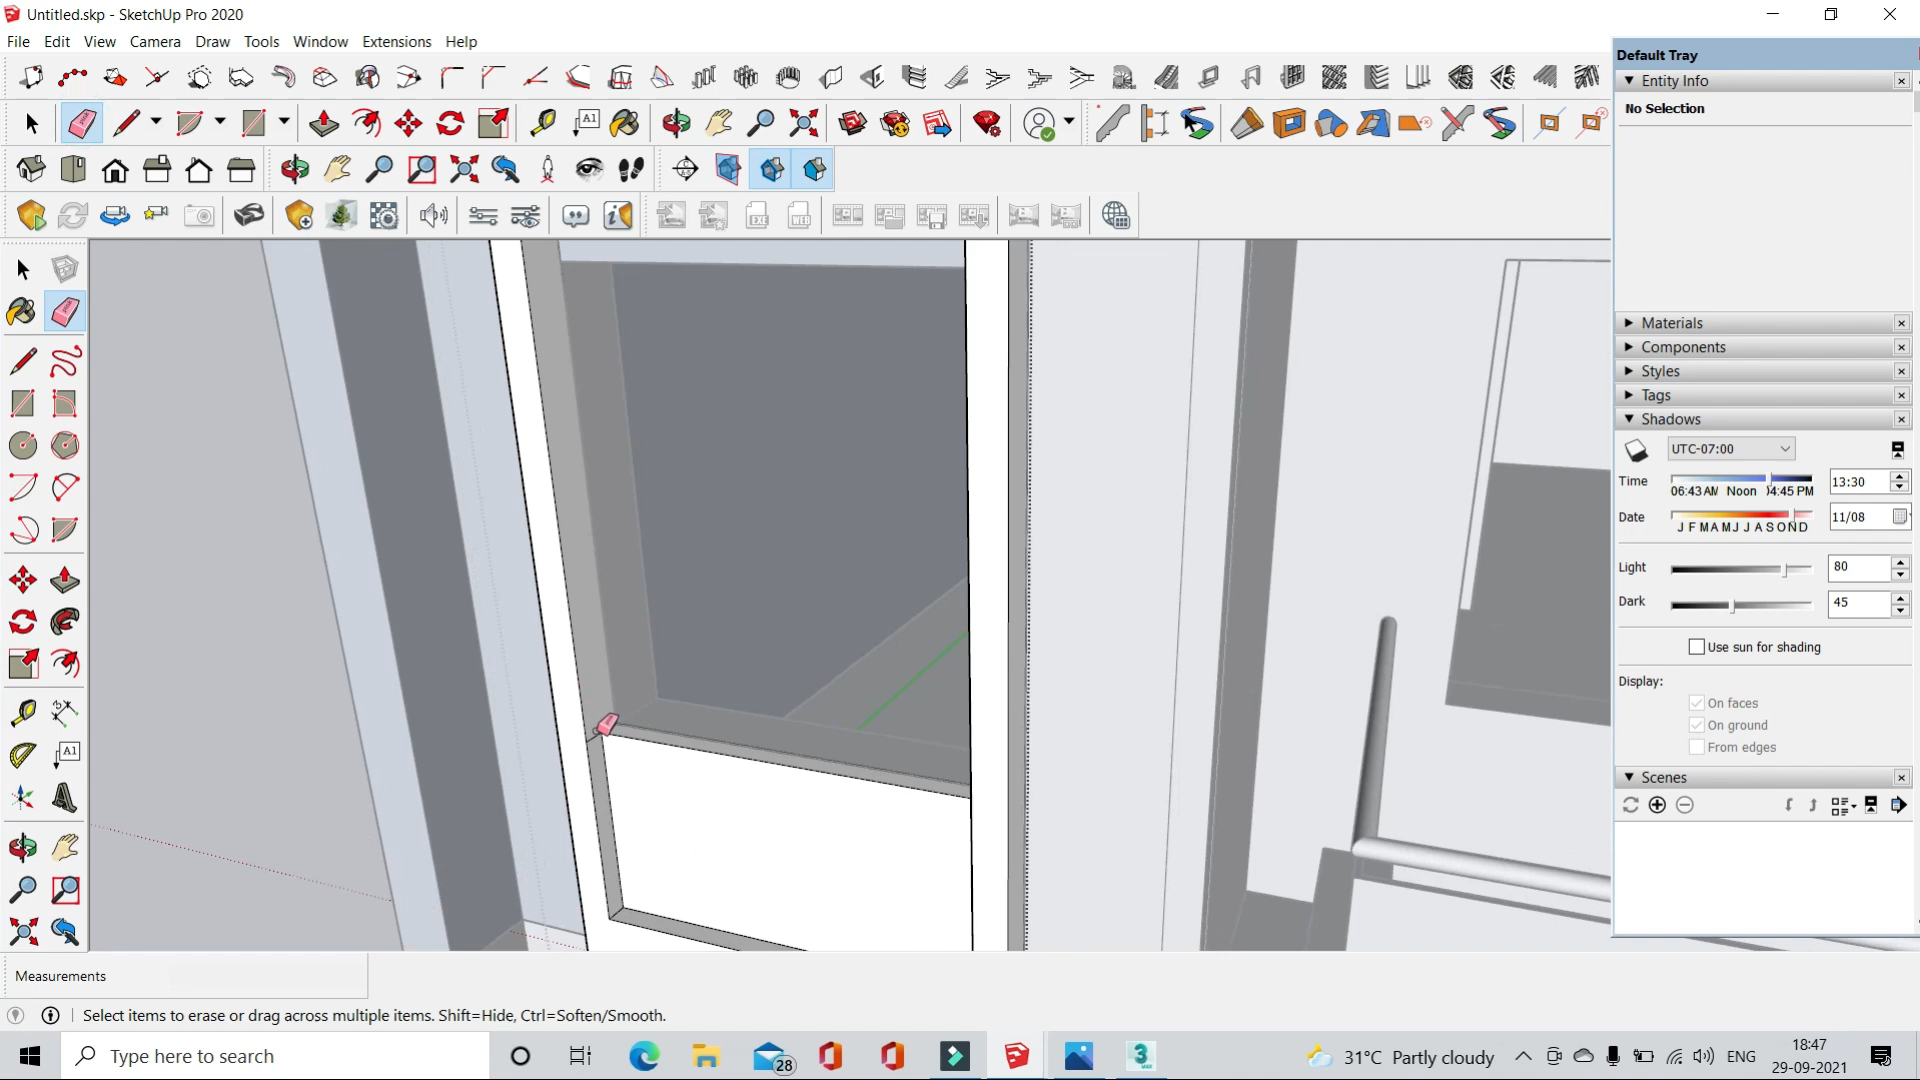 Untitled.skp - SketchUp Pro 2020
File Edit View Camera Draw Tools Window Extensions Help
Default Tray
Entity Info
No Selection
Materials
Components
Styles
Tags
Shadows
UTC-07:00
Time 13:30
06:43 AM Noon 04:45 PM
Date 11/08
J F M A M J J A S O N D
Light 80
Dark 45
Use sun for shading
Display:
On faces
On ground
From edges
Scenes
Measurements
Select items to erase or drag across multiple items. Shift=Hide, Ctrl=Soften/Smooth.
Type here to search
28
31°C Partly cloudy
ENG
18:47
29-09-2021